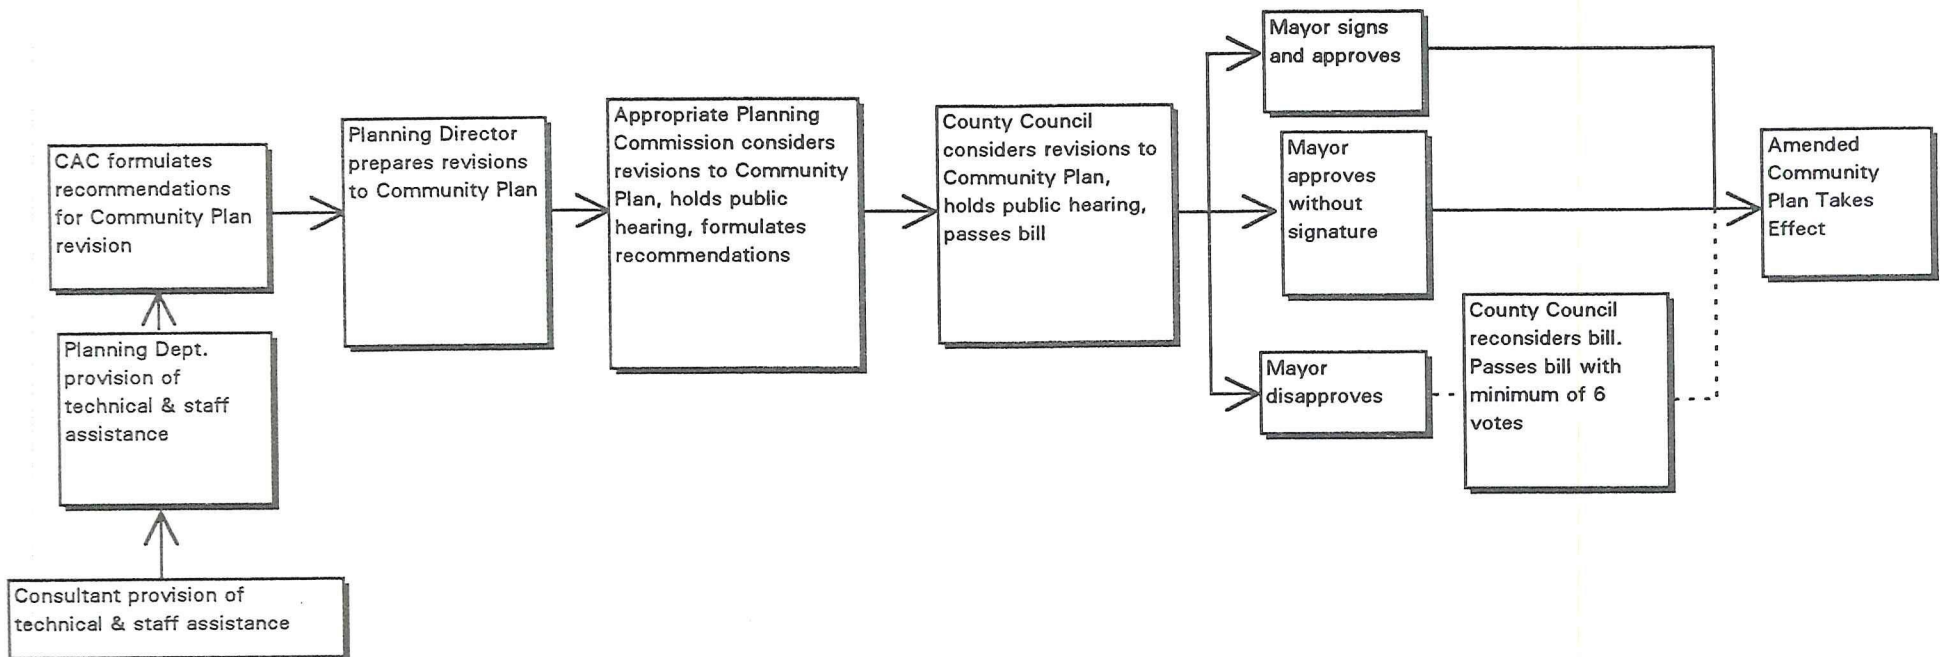 CAC formulates
recommendations
for Community Plan
revision
Planning Dept.
provision of
technical & staff
assistance
Consultant provision of
technical & staff assistance
Planning Director
prepares revisions
to Community Plan
Appropriate Planning
Commission considers
revisions to Community
Plan, holds public
hearing, formulates
recommendations
County Council
considers revisions to
Community Plan,
holds public hearing,
passes bill
Mayor signs
and approves
Mayor
approves
without
signature
Mayor
disapproves
County Council
reconsiders bill.
Passes bill with
minimum of 6
votes
Amended
Community
Plan Takes
Effect